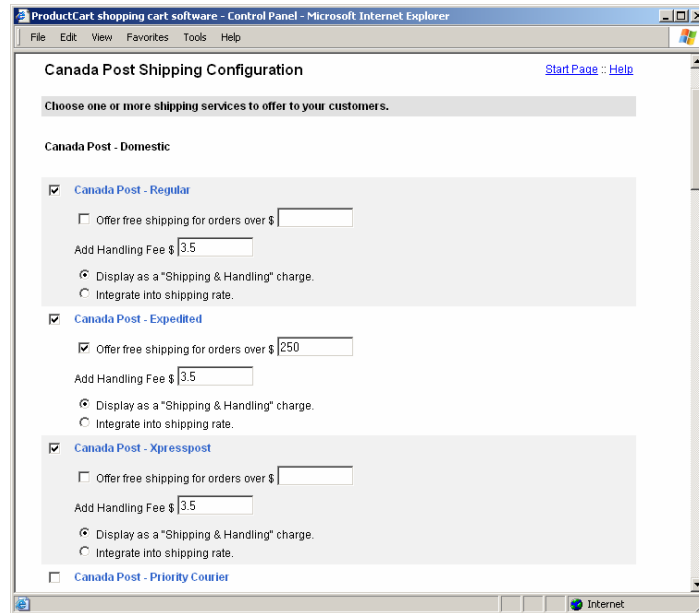 ProductCart shopping cart software - Control Panel - Microsoft Internet Explorer
File Edit View Favorites Tools Help
Canada Post Shipping Configuration Start Page :: Help
Choose one or more shipping services to offer to your customers.
Canada Post - Domestic
Canada Post - Regular
Offer free shipping for orders over $
Add Handling Fee $ 3.5
Display as a "Shipping & Handling" charge.
Integrate into shipping rate.
Canada Post - Expedited
Offer free shipping for orders over $ 250
Add Handling Fee $ 3.5
Display as a "Shipping & Handling" charge.
Integrate into shipping rate.
Canada Post - Xpresspost
Offer free shipping for orders over $
Add Handling Fee $ 3.5
Display as a "Shipping & Handling" charge.
Integrate into shipping rate.
Canada Post - Priority Courier
Internet